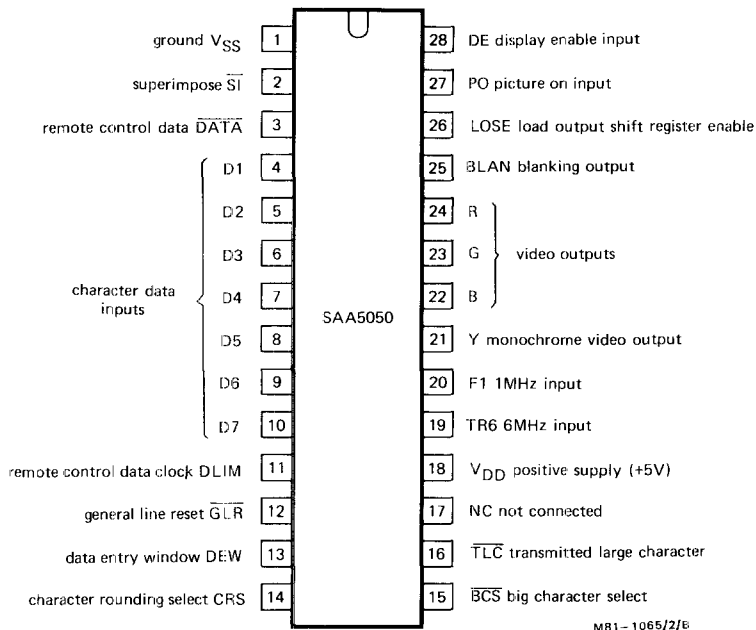 ground VSS 1
superimpose S̅I̅ 2
remote control data D̅A̅T̅A̅ 3
D1 4
D2 5
D3 6
character data
inputs
D4 7
D5 8
D6 9
D7 10
remote control data clock DLIM 11
general line reset G̅L̅R̅ 12
data entry window DEW 13
character rounding select CRS 14
SAA5050
28 DE display enable input
27 PO picture on input
26 LOSE load output shift register enable
25 BLAN blanking output
24 R
23 G video outputs
22 B
21 Y monochrome video output
20 F1 1MHz input
19 TR6 6MHz input
18 VDD positive supply (+5V)
17 NC not connected
16 T̅L̅C̅ transmitted large character
15 B̅C̅S̅ big character select
M81-1065/2/B